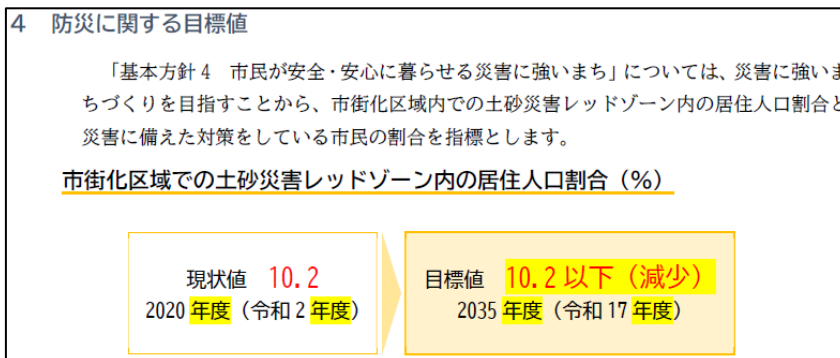 4 防災に関する目標値
「基本方針4 市民が安全・安心に暮らせる災害に強いまち」については、災害に強いま
ちづくりを目指すことから、市街化区域内での土砂災害レッドゾーン内の居住人口割合と
災害に備えた対策をしている市民の割合を指標とします。
市街化区域での土砂災害レッドゾーン内の居住人口割合(%)
現状値 10.2
2020 年度(令和2年度)
目標値 10.2 以下(減少)
2035 年度(令和17年度)